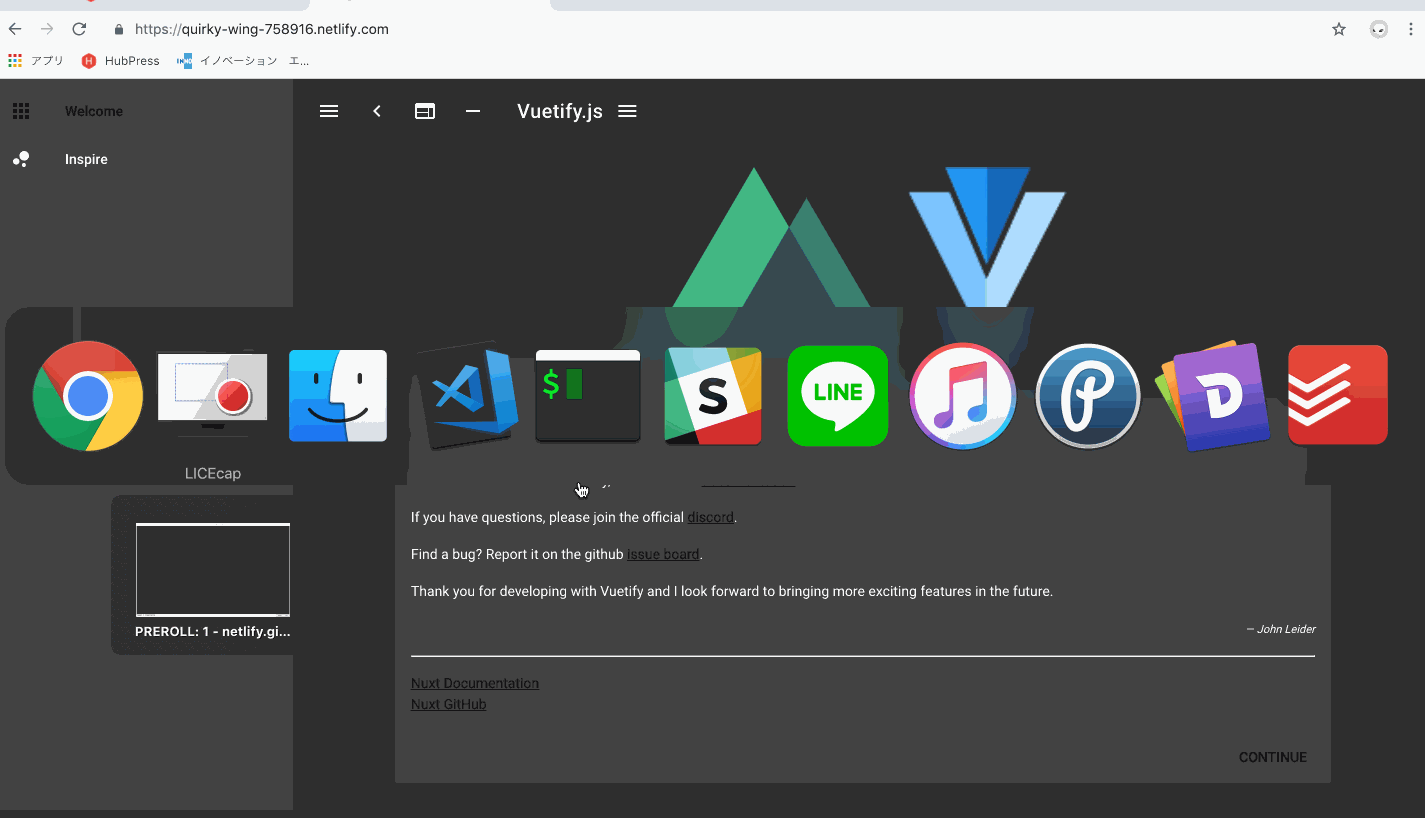 https://quirky-wing-758916.netlify.com
アプリ
HubPress
イノベーション エ...
Welcome
Inspire
Vuetify.js
$
S
LINE
LICEcap
If you have questions, please join the official discord.
Find a bug? Report it on the github issue board.
Thank you for developing with Vuetify and I look forward to bringing more exciting features in the future.
— John Leider
Nuxt Documentation
Nuxt GitHub
CONTINUE
PREROLL: 1 - netlify.gi...